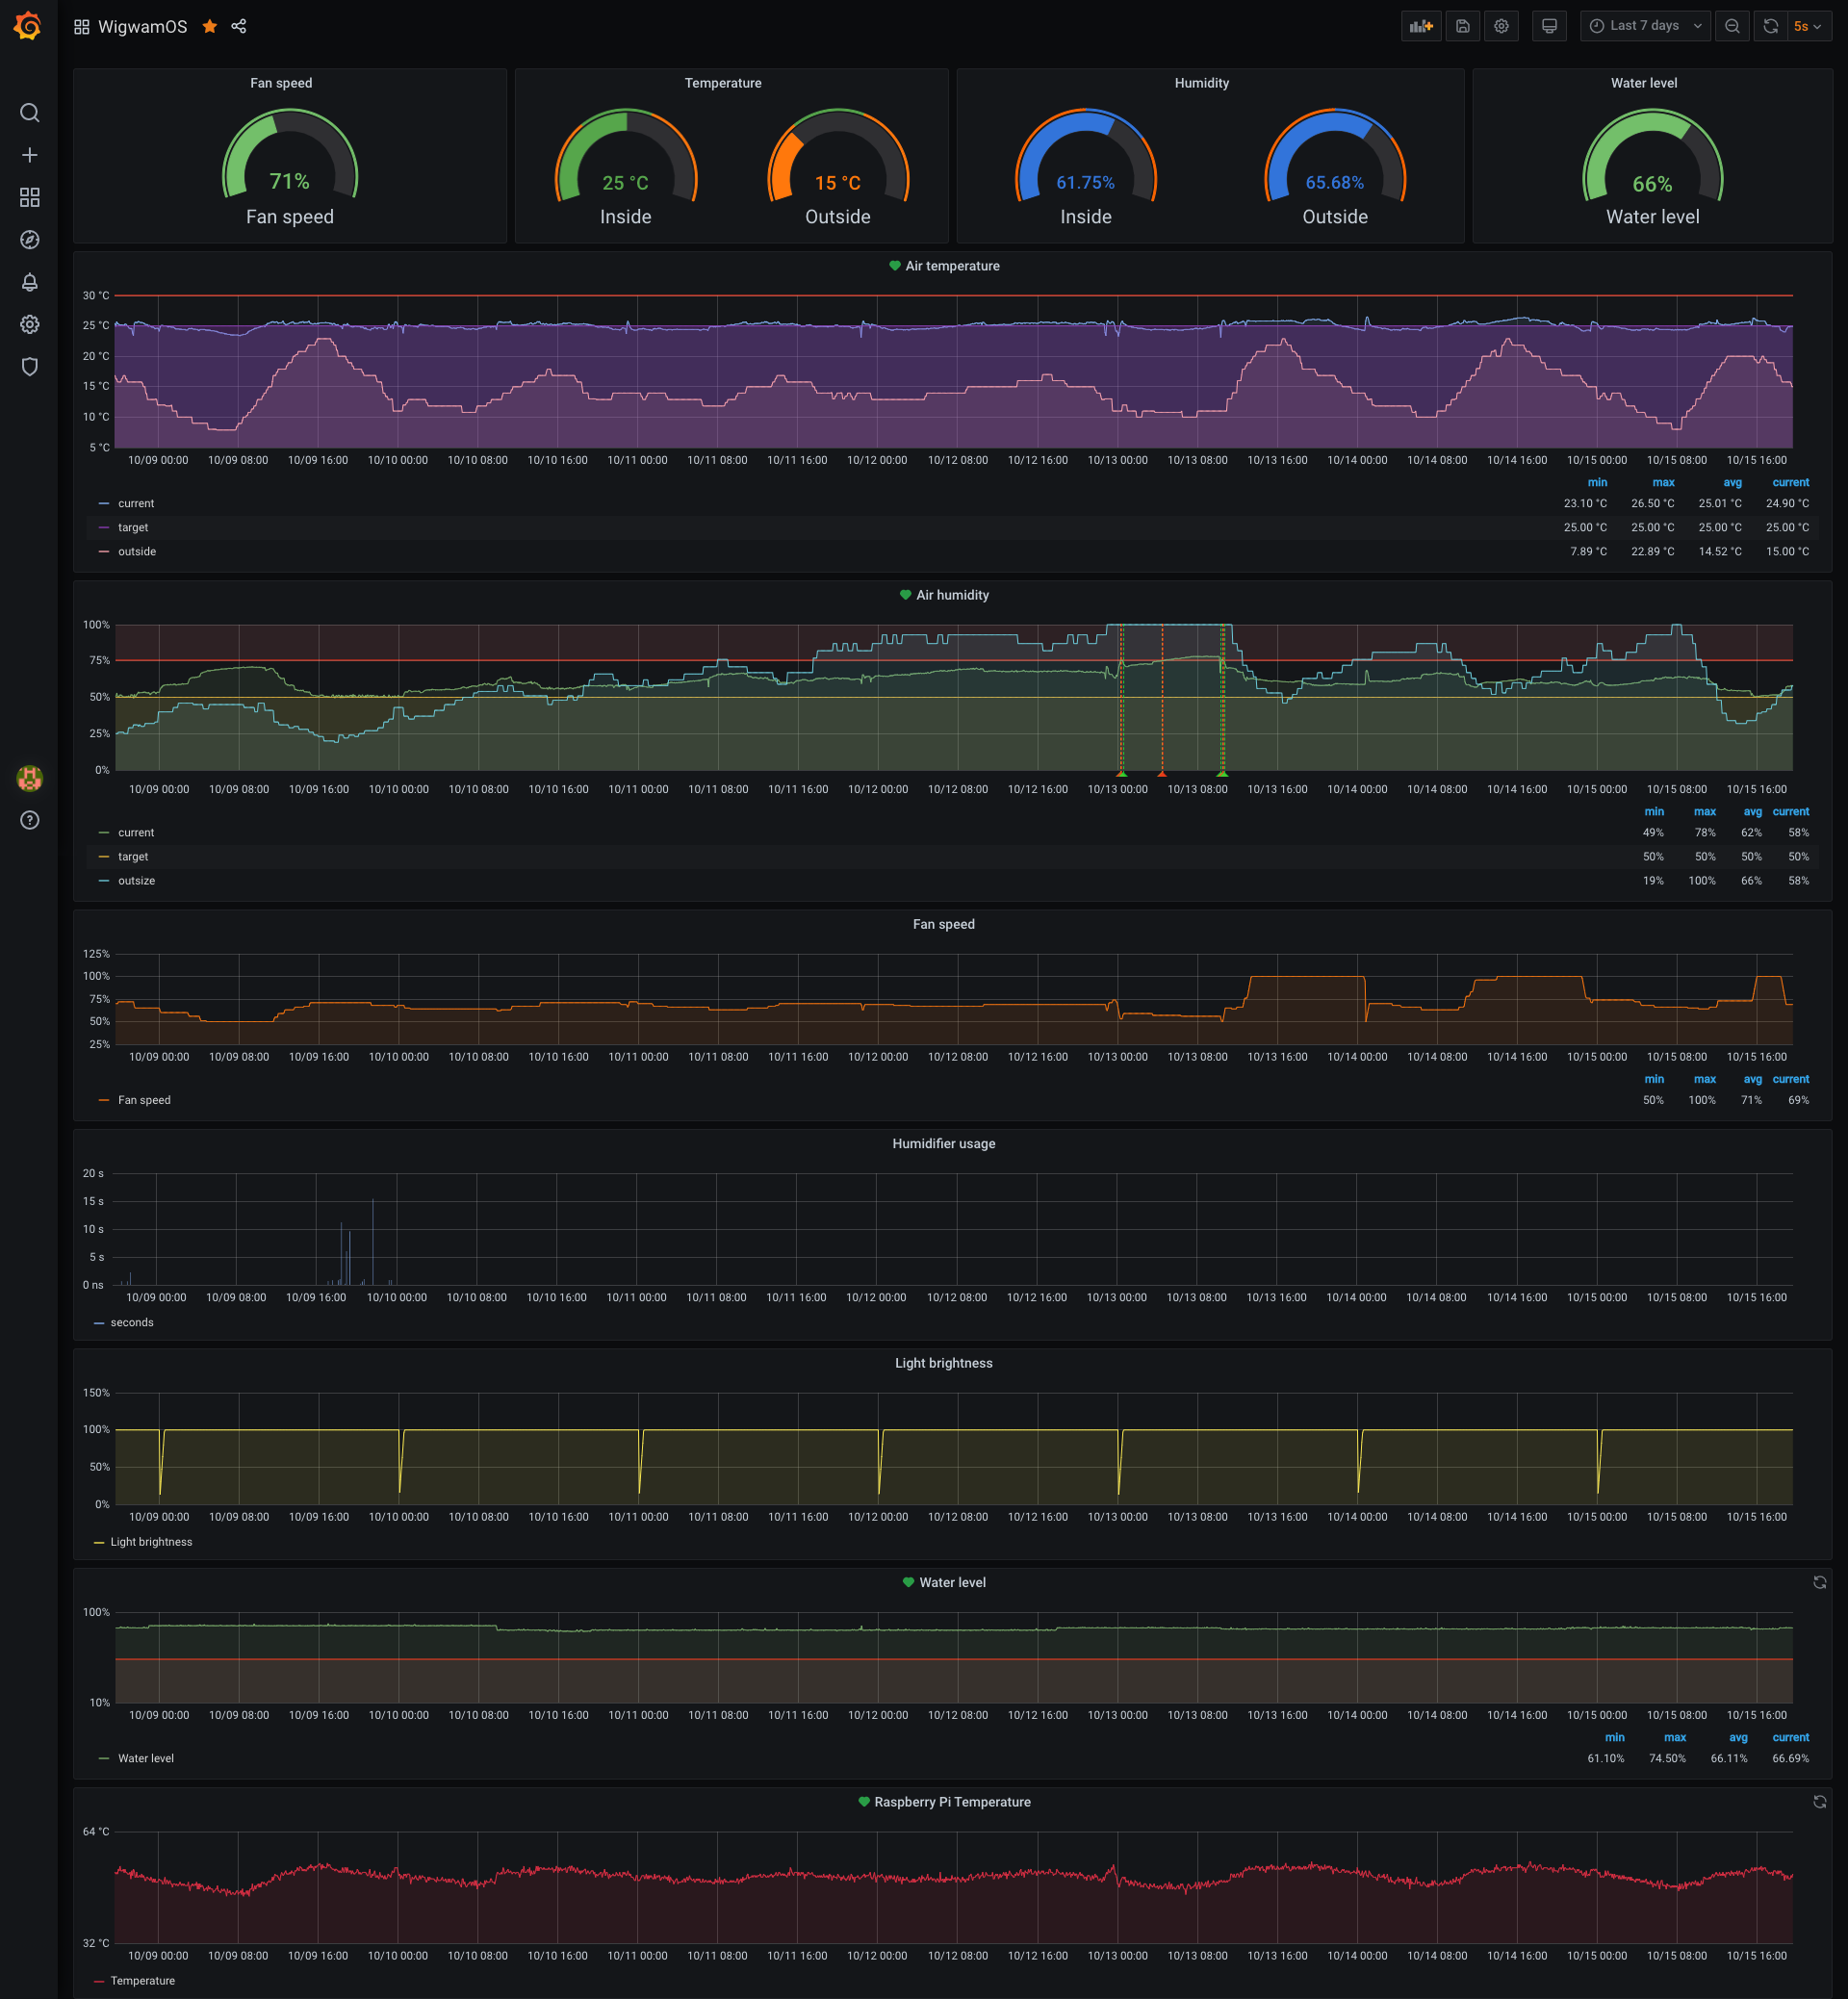 WigwamOS
Last 7 days
5s
Fan speed
71%
Fan speed
Temperature
25 °C
Inside
15 °C
Outside
Humidity
61.75%
Inside
65.68%
Outside
Water level
66%
Water level
Air temperature
30 °C
25 °C
20 °C
15 °C
10 °C
5 °C
10/09 00:00 10/09 08:00 10/09 16:00 10/10 00:00 10/10 08:00 10/10 16:00 10/11 00:00 10/11 08:00 10/11 16:00 10/12 00:00 10/12 08:00 10/12 16:00 10/13 00:00 10/13 08:00 10/13 16:00 10/14 00:00 10/14 08:00 10/14 16:00 10/15 00:00 10/15 08:00 10/15 16:00
min max avg current
current 23.10 °C 26.50 °C 25.01 °C 24.90 °C
target 25.00 °C 25.00 °C 25.00 °C 25.00 °C
outside 7.89 °C 22.89 °C 14.52 °C 15.00 °C
Air humidity
100%
75%
50%
25%
0%
10/09 00:00 10/09 08:00 10/09 16:00 10/10 00:00 10/10 08:00 10/10 16:00 10/11 00:00 10/11 08:00 10/11 16:00 10/12 00:00 10/12 08:00 10/12 16:00 10/13 00:00 10/13 08:00 10/13 16:00 10/14 00:00 10/14 08:00 10/14 16:00 10/15 00:00 10/15 08:00 10/15 16:00
min max avg current
current 49% 78% 62% 58%
target 50% 50% 50% 50%
outsize 19% 100% 66% 58%
Fan speed
125%
100%
75%
50%
25%
10/09 00:00 10/09 08:00 10/09 16:00 10/10 00:00 10/10 08:00 10/10 16:00 10/11 00:00 10/11 08:00 10/11 16:00 10/12 00:00 10/12 08:00 10/12 16:00 10/13 00:00 10/13 08:00 10/13 16:00 10/14 00:00 10/14 08:00 10/14 16:00 10/15 00:00 10/15 08:00 10/15 16:00
min max avg current
Fan speed 50% 100% 71% 69%
Humidifier usage
20 s
15 s
10 s
5 s
0 ns
10/09 00:00 10/09 08:00 10/09 16:00 10/10 00:00 10/10 08:00 10/10 16:00 10/11 00:00 10/11 08:00 10/11 16:00 10/12 00:00 10/12 08:00 10/12 16:00 10/13 00:00 10/13 08:00 10/13 16:00 10/14 00:00 10/14 08:00 10/14 16:00 10/15 00:00 10/15 08:00 10/15 16:00
seconds
Light brightness
150%
100%
50%
0%
10/09 00:00 10/09 08:00 10/09 16:00 10/10 00:00 10/10 08:00 10/10 16:00 10/11 00:00 10/11 08:00 10/11 16:00 10/12 00:00 10/12 08:00 10/12 16:00 10/13 00:00 10/13 08:00 10/13 16:00 10/14 00:00 10/14 08:00 10/14 16:00 10/15 00:00 10/15 08:00 10/15 16:00
Light brightness
Water level
100%
10%
10/09 00:00 10/09 08:00 10/09 16:00 10/10 00:00 10/10 08:00 10/10 16:00 10/11 00:00 10/11 08:00 10/11 16:00 10/12 00:00 10/12 08:00 10/12 16:00 10/13 00:00 10/13 08:00 10/13 16:00 10/14 00:00 10/14 08:00 10/14 16:00 10/15 00:00 10/15 08:00 10/15 16:00
min max avg current
Water level 61.10% 74.50% 66.11% 66.69%
Raspberry Pi Temperature
64 °C
32 °C
10/09 00:00 10/09 08:00 10/09 16:00 10/10 00:00 10/10 08:00 10/10 16:00 10/11 00:00 10/11 08:00 10/11 16:00 10/12 00:00 10/12 08:00 10/12 16:00 10/13 00:00 10/13 08:00 10/13 16:00 10/14 00:00 10/14 08:00 10/14 16:00 10/15 00:00 10/15 08:00 10/15 16:00
Temperature